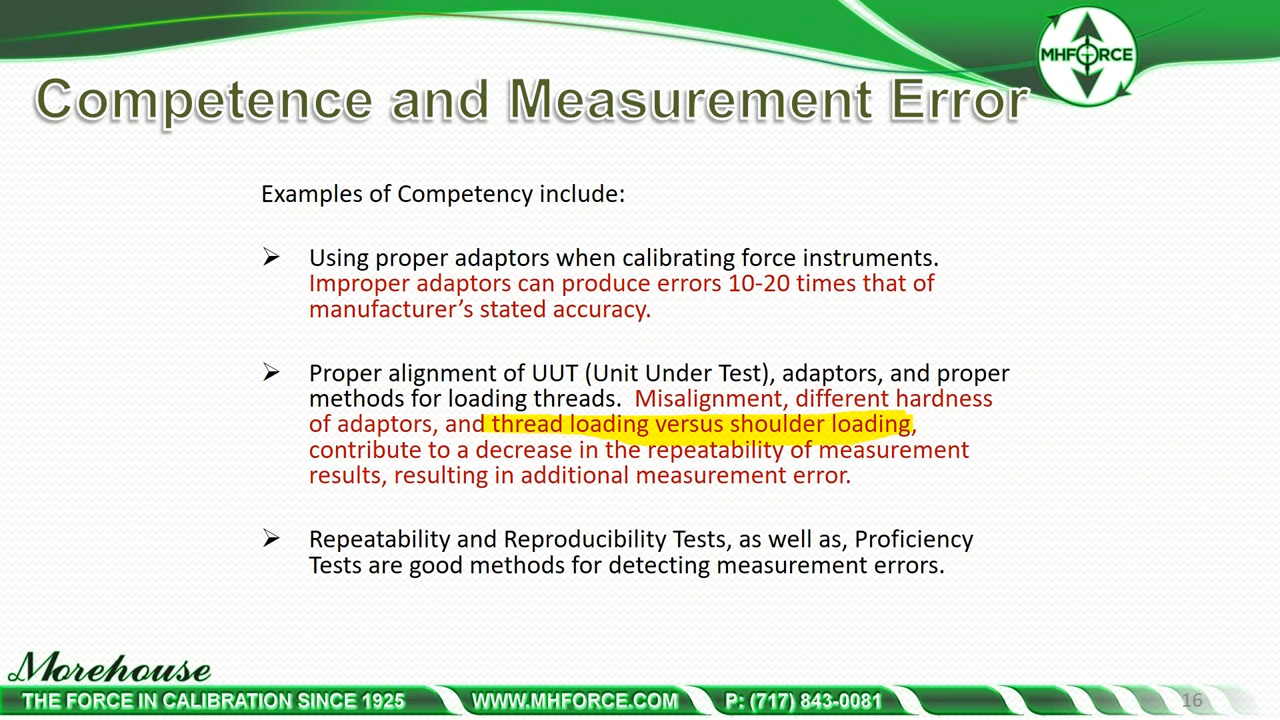 MHFORCE
Competence and Measurement Error
Examples of Competency include:
➢ Using proper adaptors when calibrating force instruments.
Improper adaptors can produce errors 10-20 times that of
manufacturer’s stated accuracy.
➢ Proper alignment of UUT (Unit Under Test), adaptors, and proper
methods for loading threads. Misalignment, different hardness
of adaptors, and thread loading versus shoulder loading,
contribute to a decrease in the repeatability of measurement
results, resulting in additional measurement error.
➢ Repeatability and Reproducibility Tests, as well as, Proficiency
Tests are good methods for detecting measurement errors.
Morehouse
THE FORCE IN CALIBRATION SINCE 1925 WWW.MHFORCE.COM P: (717) 843-0081 16